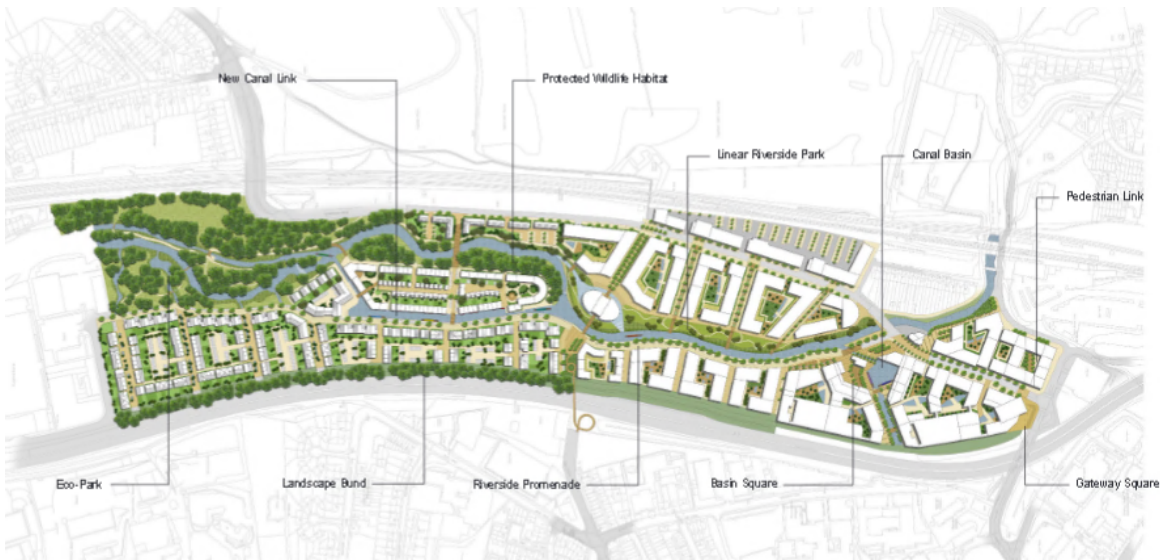 New Canal Link
Protected Wildlife Habitat
Linear Riverside Park
Canal Basin
Pedestrian Link
Eco-Park
Landscape Bund
Riverside Promenade
Basin Square
Gateway Square